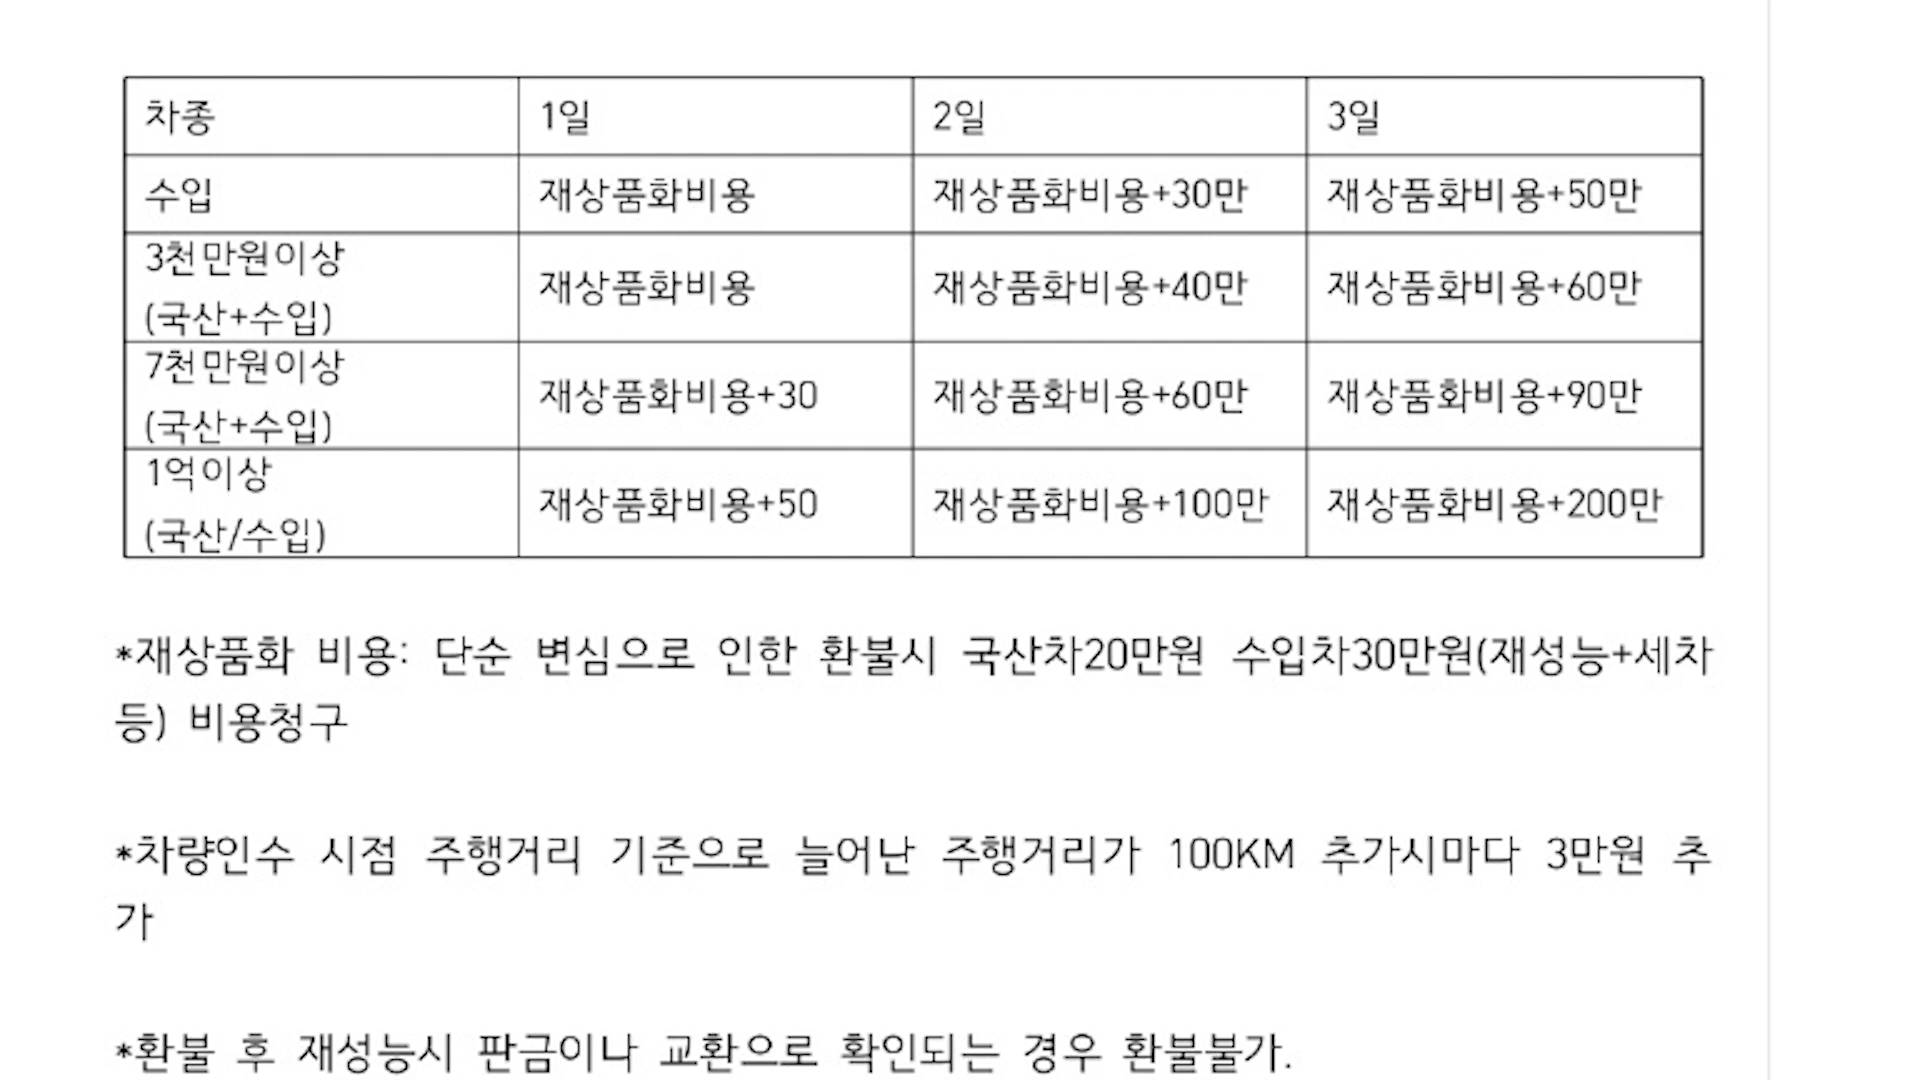 차종 1일 2일 3일
수입 재상품화비용 재상품화비용+30만 재상품화비용+50만
3천만원이상
(국산+수입) 재상품화비용 재상품화비용+40만 재상품화비용+60만
7천만원이상
(국산+수입) 재상품화비용+30 재상품화비용+60만 재상품화비용+90만
1억이상
(국산/수입) 재상품화비용+50 재상품화비용+100만 재상품화비용+200만
*재상품화 비용: 단순 변심으로 인한 환불시 국산차20만원 수입차30만원(재성능+세차
등) 비용청구
*차량인수 시점 주행거리 기준으로 늘어난 주행거리가 100KM 추가시마다 3만원 추
가
*환불 후 재성능시 판금이나 교환으로 확인되는 경우 환불불가.